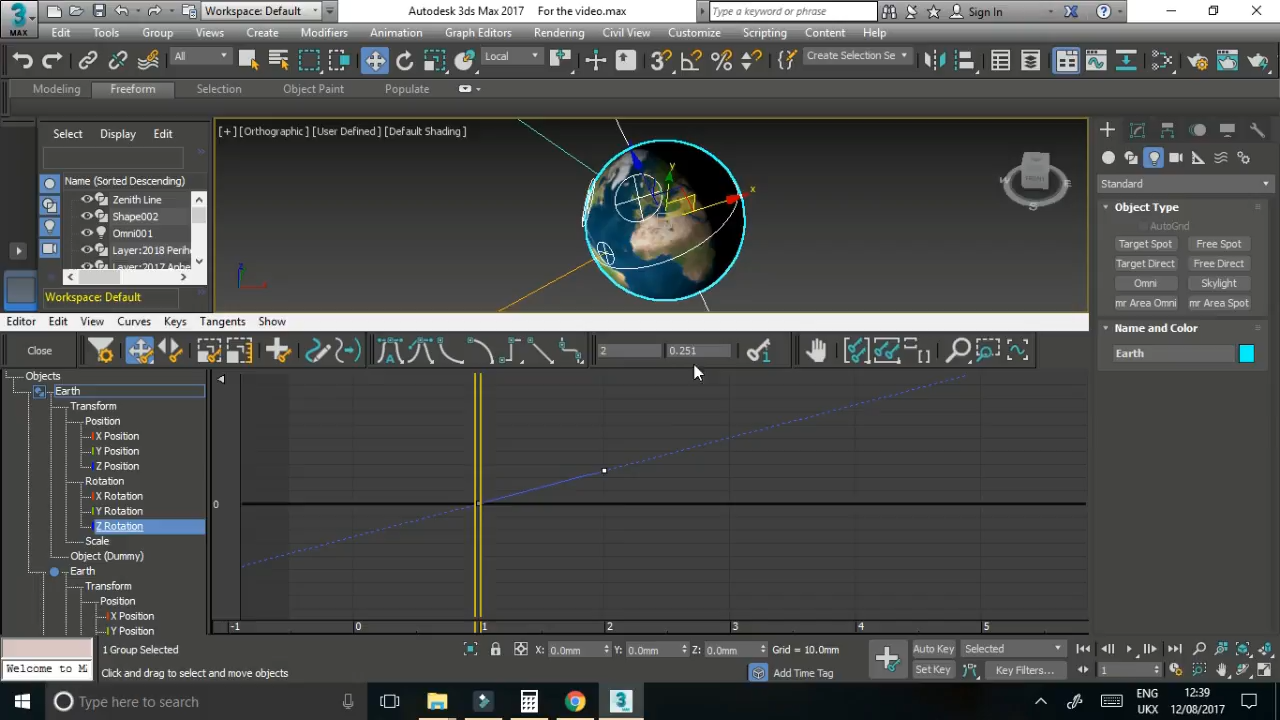 Workspace: Default
Autodesk 3ds Max 2017 For the video.max
Type a keyword or phrase
Sign In
MAX
Edit Tools Group Views Create Modifiers Animation Graph Editors Rendering Civil View Customize Scripting Content Help
All
Local
Create Selection Se
Modeling Freeform Selection Object Paint Populate
Select Display Edit
Name (Sorted Descending)
Zenith Line
Shape002
Omni001
Layer:2018 Perihe
Workspace: Default
[+] [Orthographic] [User Defined] [Default Shading]
y
x
z
FRONT
W
E
S
Standard
Object Type
AutoGrid
Target Spot Free Spot
Target Direct Free Direct
Omni Skylight
mr Area Omni mr Area Spot
Name and Color
Earth
Editor Edit View Curves Keys Tangents Show
Close
2
0.251
Objects
Earth
Transform
Position
X Position
Y Position
Z Position
Rotation
X Rotation
Y Rotation
Z Rotation
Scale
Object (Dummy)
Earth
Transform
Position
X Position
Y Position
0
-1 0 1 2 3 4 5
1 Group Selected
Welcome to M
Click and drag to select and move objects
X: 0.0mm Y: 0.0mm Z: 0.0mm Grid = 10.0mm
Add Time Tag
Auto Key Selected
Set Key Key Filters...
1
Type here to search
ENG
UKX
12:39
12/08/2017